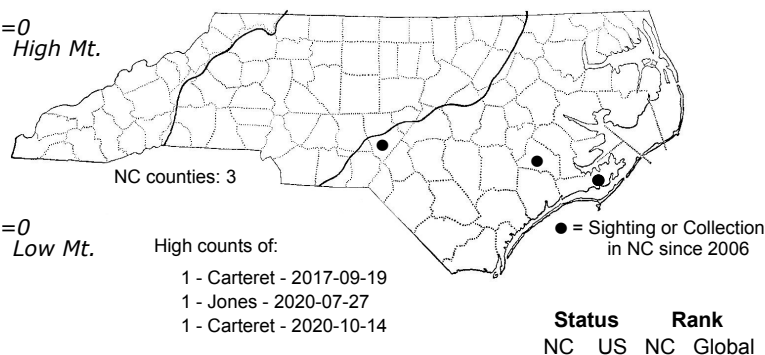 =0
High Mt.
NC counties: 3
=0
Low Mt.
High counts of:
1 - Carteret - 2017-09-19
1 - Jones - 2020-07-27
1 - Carteret - 2020-10-14
● = Sighting or Collection
in NC since 2006
Status Rank
NC US NC Global